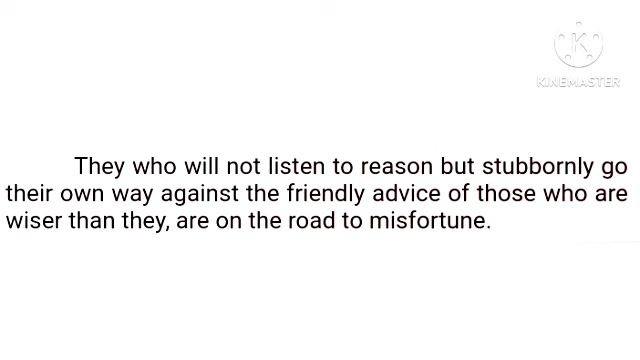 KINEMASTER
They who will not listen to reason but stubbornly go
their own way against the friendly advice of those who are
wiser than they, are on the road to misfortune.